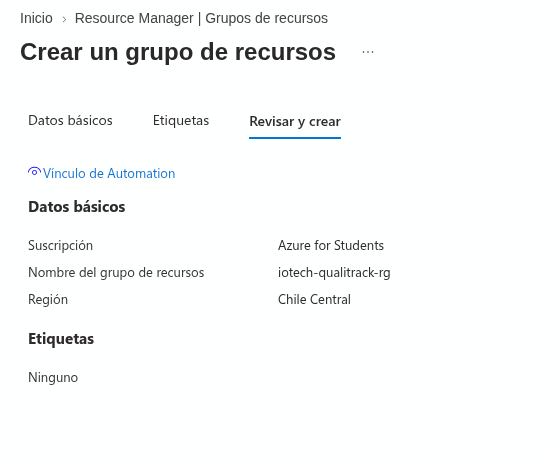 Inicio > Resource Manager | Grupos de recursos
Crear un grupo de recursos ...
Datos básicos Etiquetas Revisar y crear
Vínculo de Automation
Datos básicos
Suscripción Azure for Students
Nombre del grupo de recursos iotech-qualitrack-rg
Región Chile Central
Etiquetas
Ninguno